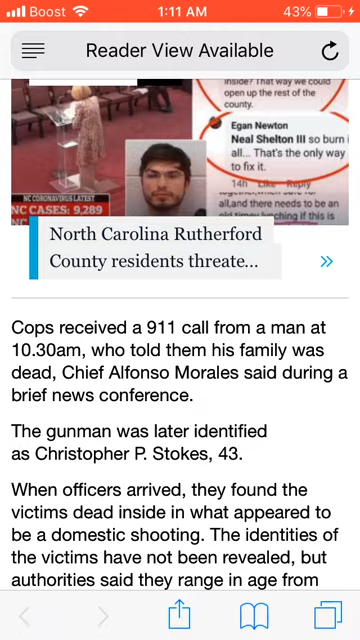 Boost 1:11 AM 43%
Reader View Available
inside? That way we could
open up the rest of the
county.
Egan Newton
Neal Shelton III so burn i
all... That's the only way
to fix it.
14h Like Reply
all,and there needs to be an
old timey lynching if this is
NC CORONAVIRUS LATEST
NC CASES: 9,289
North Carolina Rutherford
County residents threate...
Cops received a 911 call from a man at
10.30am, who told them his family was
dead, Chief Alfonso Morales said during a
brief news conference.
The gunman was later identified
as Christopher P. Stokes, 43.
When officers arrived, they found the
victims dead inside in what appeared to
be a domestic shooting. The identities of
the victims have not been revealed, but
authorities said they range in age from